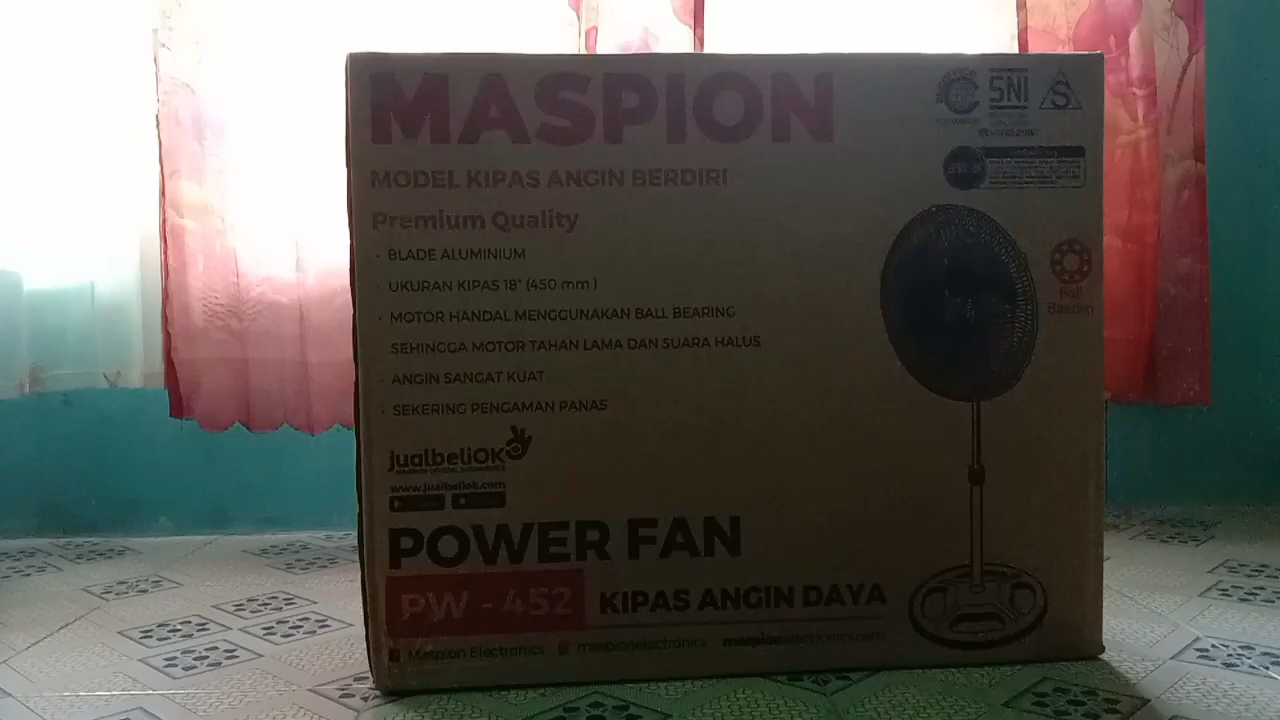 MASPION
SNI
S
MODEL KIPAS ANGIN BERDIRI
Premium Quality
· BLADE ALUMINIUM
· UKURAN KIPAS 18" (450 mm)
· MOTOR HANDAL MENGGUNAKAN BALL BEARING
SEHINGGA MOTOR TAHAN LAMA DAN SUARA HALUS
· ANGIN SANGAT KUAT
· SEKERING PENGAMAN PANAS
Ball
Bearing
jualbeliOK
www.jualbeliok.com
POWER FAN
PW - 452 KIPAS ANGIN DAYA
Maspion Electronics maspionelectronics maspionelectronics.com